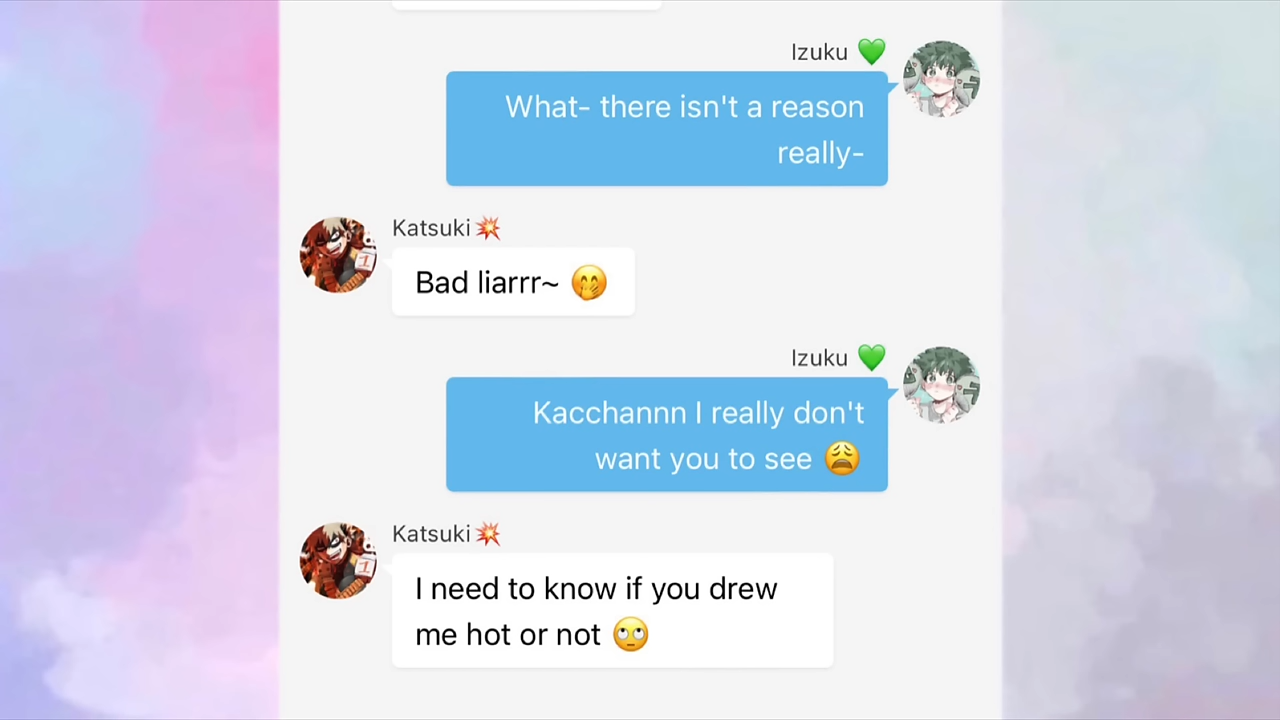 Izuku 💚
What- there isn't a reason
really-
Katsuki💥
Bad liarrr~ 🤭
Izuku 💚
Kacchannn I really don't
want you to see 😩
Katsuki💥
I need to know if you drew
me hot or not 🙄